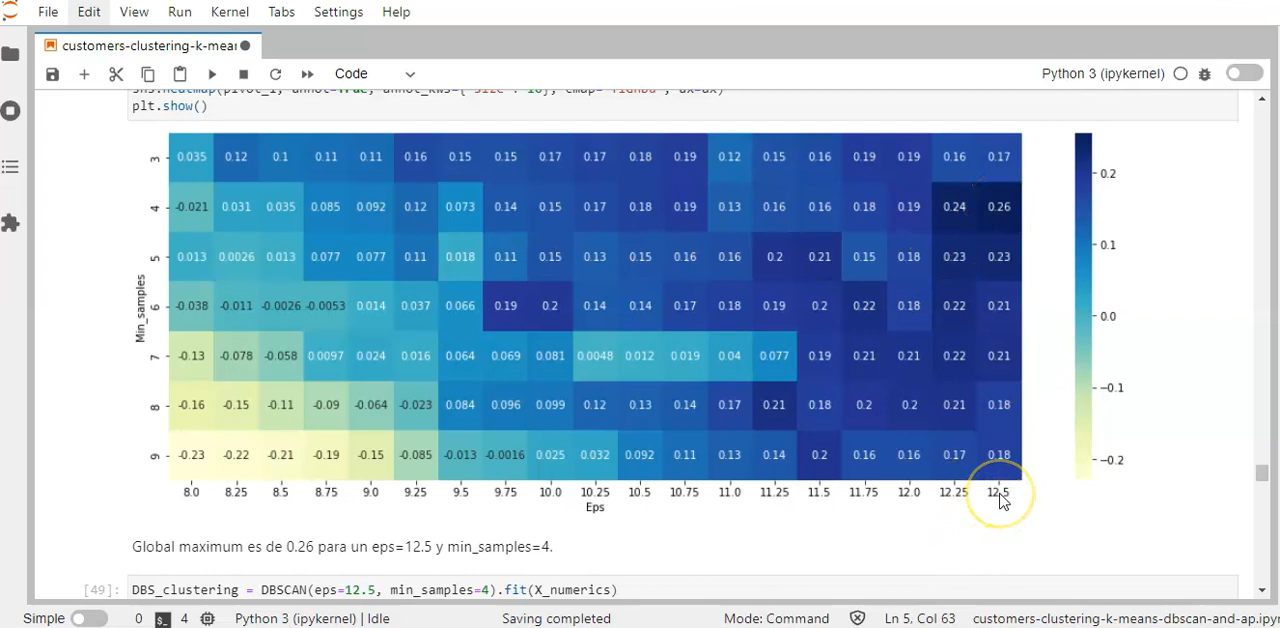 File Edit View Run Kernel Tabs Settings Help
customers-clustering-k-mear
Code
Python 3 (ipykernel)
plt.show()
3 0.035 0.12 0.1 0.11 0.11 0.16 0.15 0.15 0.17 0.17 0.18 0.19 0.12 0.15 0.16 0.19 0.19 0.16 0.17
4 -0.021 0.031 0.035 0.085 0.092 0.12 0.073 0.14 0.15 0.17 0.18 0.19 0.13 0.16 0.16 0.18 0.19 0.24 0.26
5 0.013 0.0026 0.013 0.077 0.077 0.11 0.018 0.11 0.15 0.13 0.15 0.16 0.16 0.2 0.21 0.15 0.18 0.23 0.23
6 -0.038 -0.011 -0.0026 -0.0053 0.014 0.037 0.066 0.19 0.2 0.14 0.14 0.17 0.18 0.19 0.2 0.22 0.18 0.22 0.21
7 -0.13 -0.078 -0.058 0.0097 0.024 0.016 0.064 0.069 0.081 0.0048 0.012 0.019 0.04 0.077 0.19 0.21 0.21 0.22 0.21
8 -0.16 -0.15 -0.11 -0.09 -0.064 -0.023 0.084 0.096 0.099 0.12 0.13 0.14 0.17 0.21 0.18 0.2 0.2 0.21 0.18
9 -0.23 -0.22 -0.21 -0.19 -0.15 -0.085 -0.013 -0.0016 0.025 0.032 0.092 0.11 0.13 0.14 0.2 0.16 0.16 0.17 0.18
Min_samples
8.0 8.25 8.5 8.75 9.0 9.25 9.5 9.75 10.0 10.25 10.5 10.75 11.0 11.25 11.5 11.75 12.0 12.25 12.5
Eps
0.2
0.1
0.0
−0.1
−0.2
Global maximum es de 0.26 para un eps=12.5 y min_samples=4.
[49]: DBS_clustering = DBSCAN(eps=12.5, min_samples=4).fit(X_numerics)
Simple 0 4 Python 3 (ipykernel) | Idle Saving completed Mode: Command Ln 5, Col 63 customers-clustering-k-means-dbscan-and-ap.ipyn